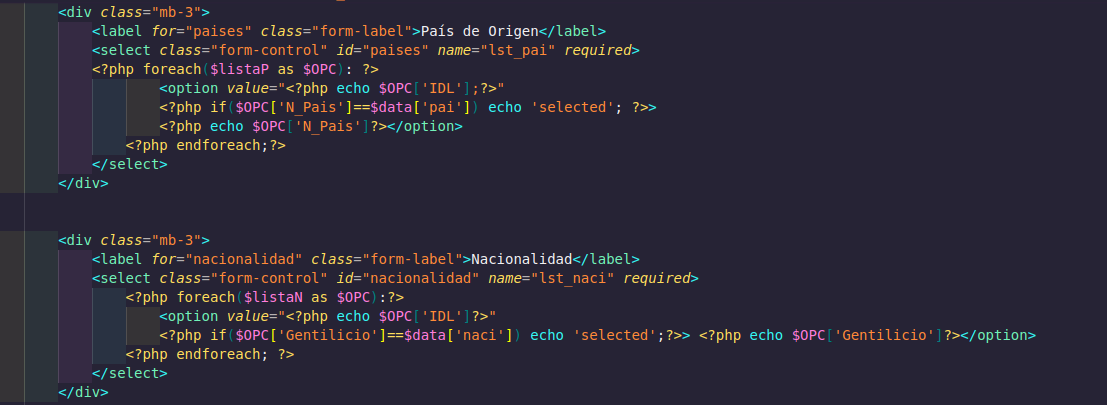 <div class="mb-3">
<label for="paises" class="form-label">País de Origen</label>
<select class="form-control" id="paises" name="lst_pai" required>
<?php foreach($listaP as $OPC): ?>
<option value="<?php echo $OPC['IDL'];?>"
<?php if($OPC['N_Pais']==$data['pai']) echo 'selected'; ?>>
<?php echo $OPC['N_Pais']?></option>
<?php endforeach;?>
</select>
</div>
<div class="mb-3">
<label for="nacionalidad" class="form-label">Nacionalidad</label>
<select class="form-control" id="nacionalidad" name="lst_naci" required>
<?php foreach($listaN as $OPC):?>
<option value="<?php echo $OPC['IDL']?>"
<?php if($OPC['Gentilicio']==$data['naci']) echo 'selected';?>> <?php echo $OPC['Gentilicio']?></option>
<?php endforeach; ?>
</select>
</div>